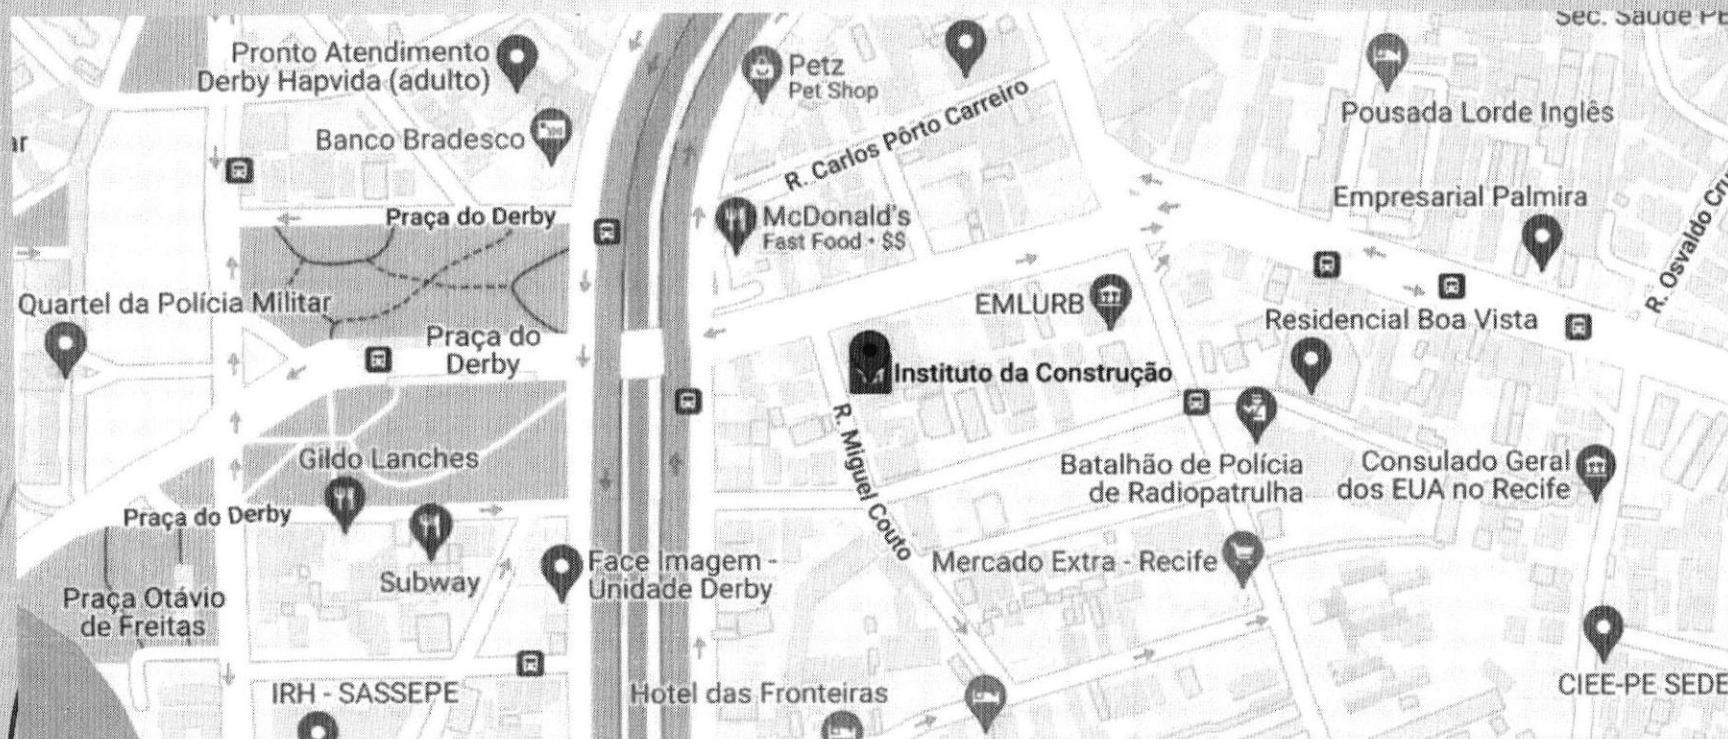 Sec. Saúde PE
Pronto Atendimento
Derby Hapvida (adulto)
Petz
Pet Shop
Pousada Lorde Inglês
Banco Bradesco
ar
R. Carlos Pôrto Carreiro
Empresarial Palmira
Praça do Derby
McDonald's
Fast Food · $$
R. Osvaldo Cru
Quartel da Polícia Militar
EMLURB
Residencial Boa Vista
Praça do
Derby
Instituto da Construção
R. Miguel Couto
Gildo Lanches
Batalhão de Polícia
de Radiopatrulha
Consulado Geral
dos EUA no Recife
Praça do Derby
Subway
Face Imagem -
Unidade Derby
Mercado Extra - Recife
Praça Otávio
de Freitas
IRH - SASSEPE
Hotel das Fronteiras
CIEE-PE SEDE